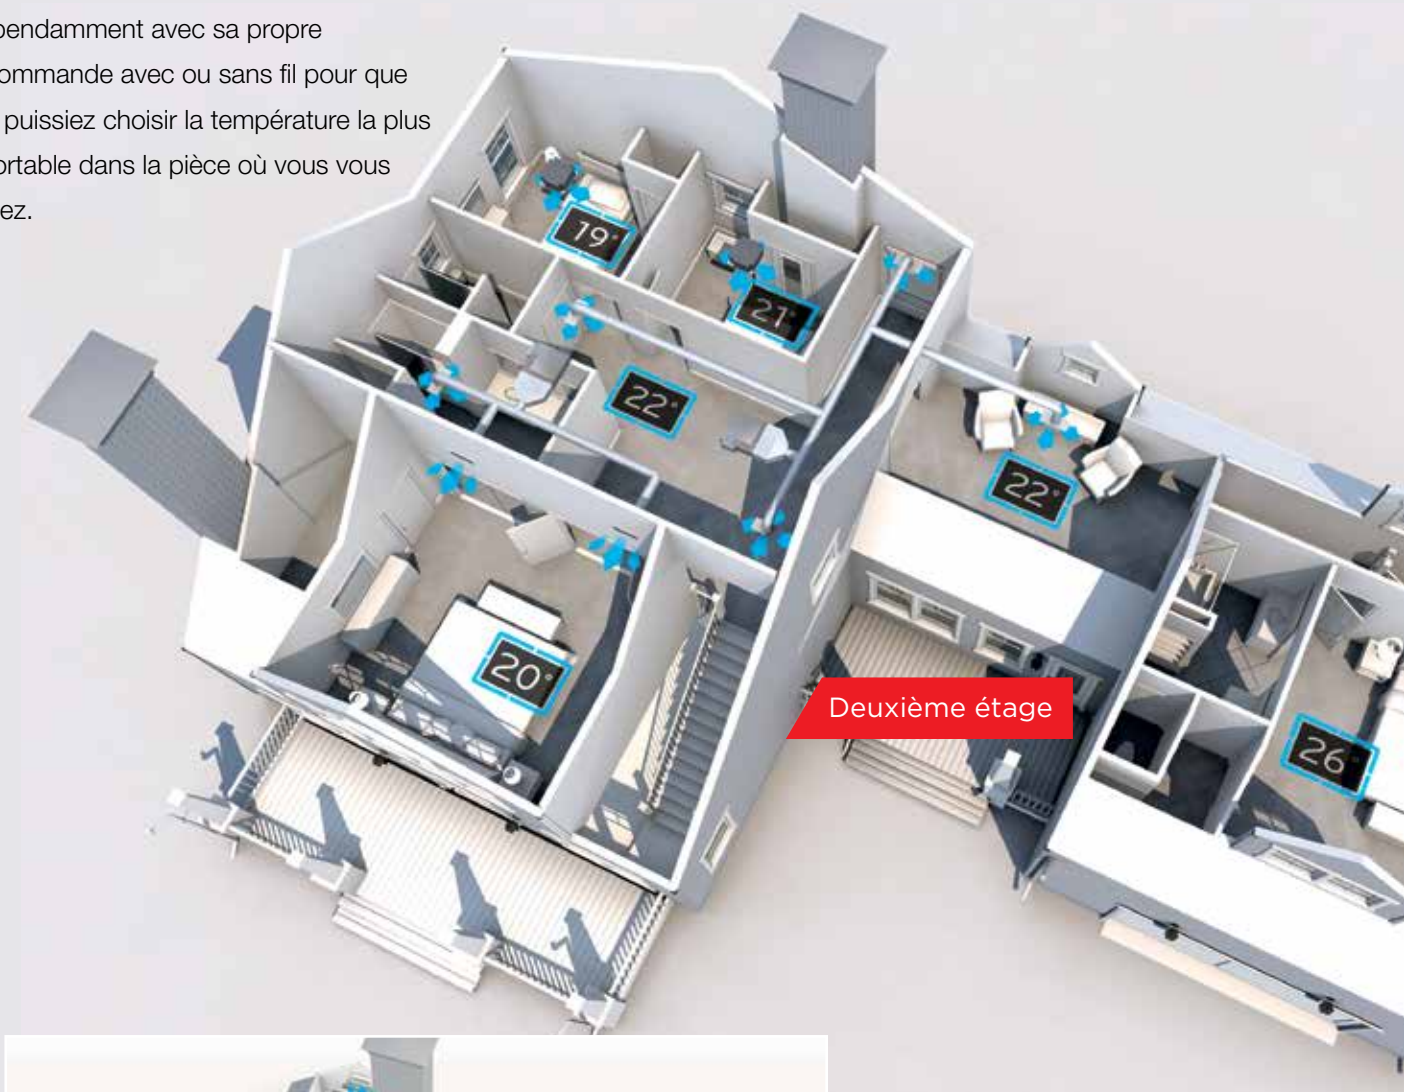 pendamment avec sa propre
ommande avec ou sans fil pour que
puissiez choisir la température la plus
ortable dans la pièce où vous vous
ez.
19°
21°
22°
22°
20°
Deuxième étage
26°